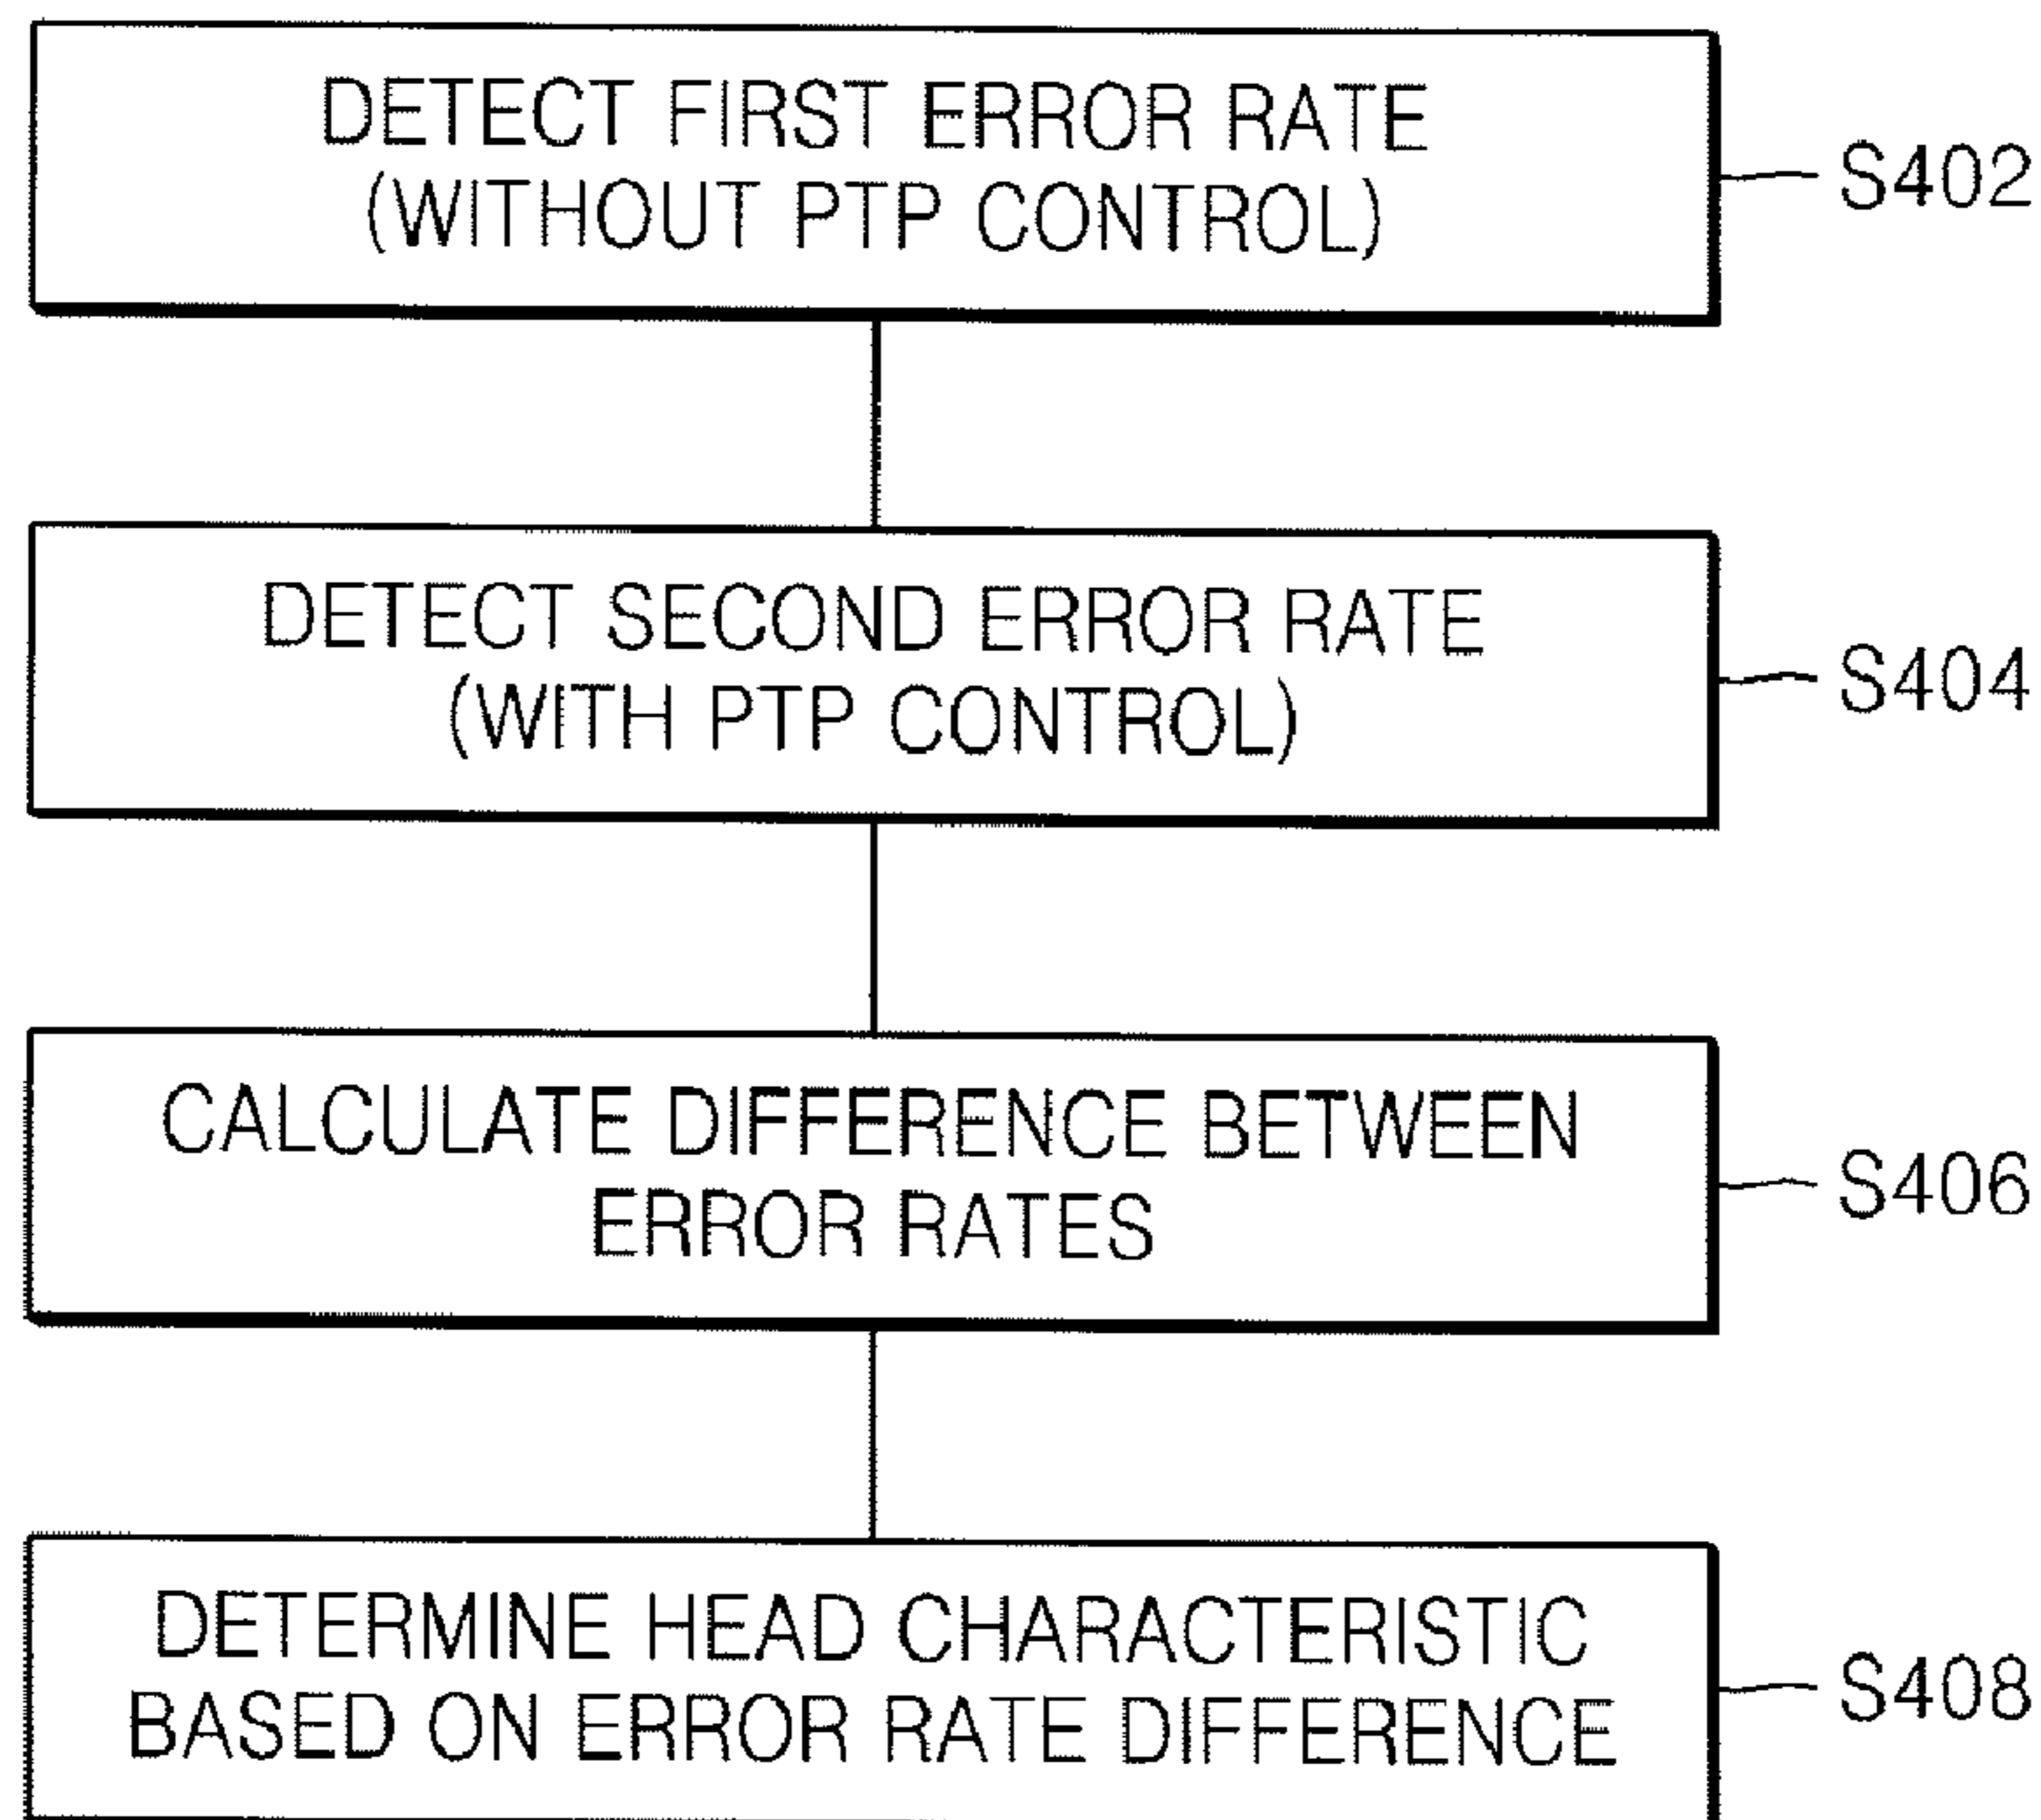 DETECT FIRST ERROR RATE
(WITHOUT PTP CONTROL)
S402
DETECT SECOND ERROR RATE
(WITH PTP CONTROL)
S404
CALCULATE DIFFERENCE BETWEEN
ERROR RATES
S406
DETERMINE HEAD CHARACTERISTIC
BASED ON ERROR RATE DIFFERENCE
S408